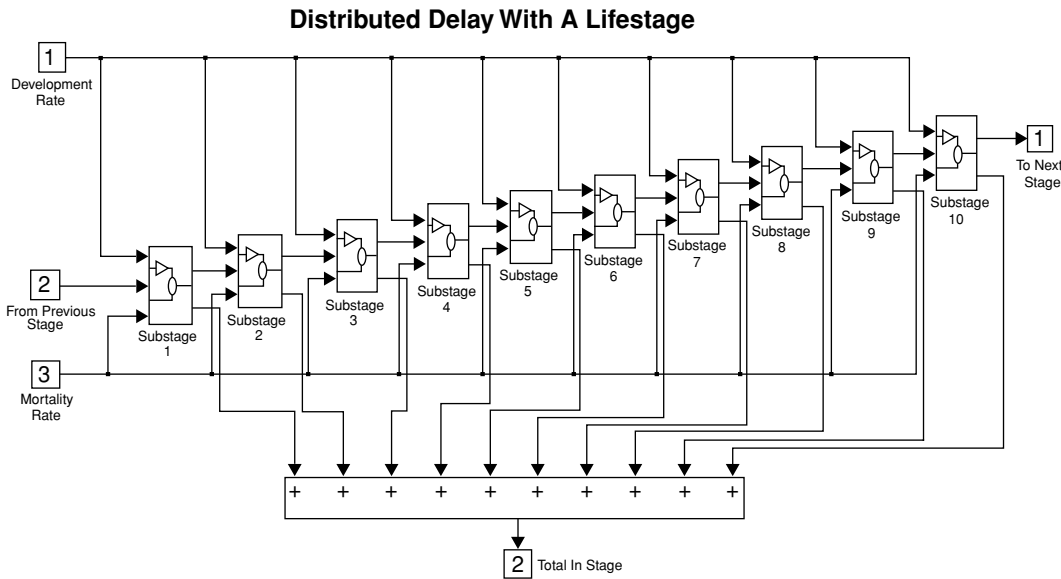 Distributed Delay With A Lifestage
1
Development
Rate
2
From Previous
Stage
3
Mortality
Rate
Substage
1
Substage
2
Substage
3
Substage
4
Substage
5
Substage
6
Substage
7
Substage
8
Substage
9
Substage
10
1
To Next
Stage
+ + + + + + + + + +
2 Total In Stage